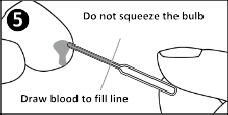 5
Do not squeeze the bulb
Draw blood to fill line